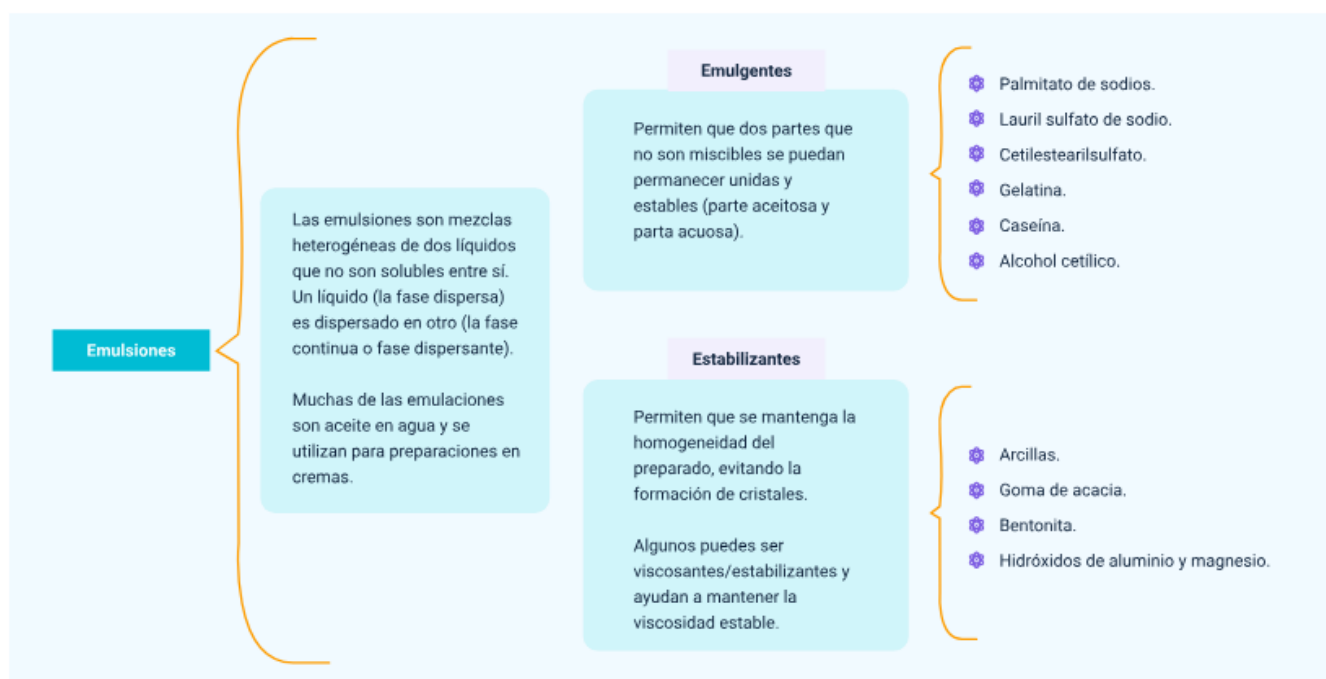 Emulsiones
Las emulsiones son mezclas
heterogéneas de dos líquidos
que no son solubles entre sí.
Un líquido (la fase dispersa)
es dispersado en otro (la fase
continua o fase dispersante).
Muchas de las emulaciones
son aceite en agua y se
utilizan para preparaciones en
cremas.
Emulgentes
Permiten que dos partes que
no son miscibles se puedan
permanecer unidas y
estables (parte aceitosa y
parta acuosa).
Palmitato de sodios.
Lauril sulfato de sodio.
Cetilestearilsulfato.
Gelatina.
Caseína.
Alcohol cetílico.
Estabilizantes
Permiten que se mantenga la
homogeneidad del
preparado, evitando la
formación de cristales.
Algunos puedes ser
viscosantes/estabilizantes y
ayudan a mantener la
viscosidad estable.
Arcillas.
Goma de acacia.
Bentonita.
Hidróxidos de aluminio y magnesio.